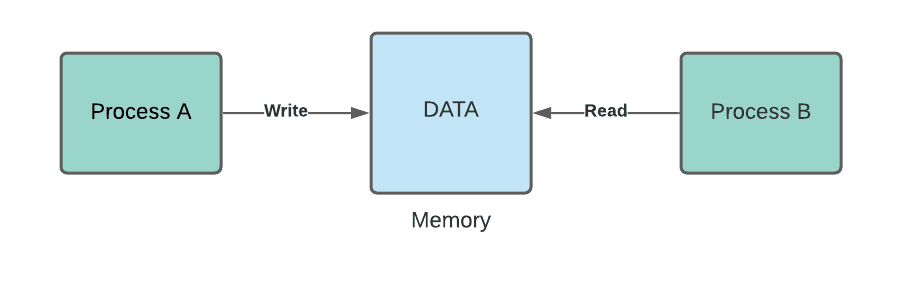 Process A
Write
DATA
Read
Process B
Memory